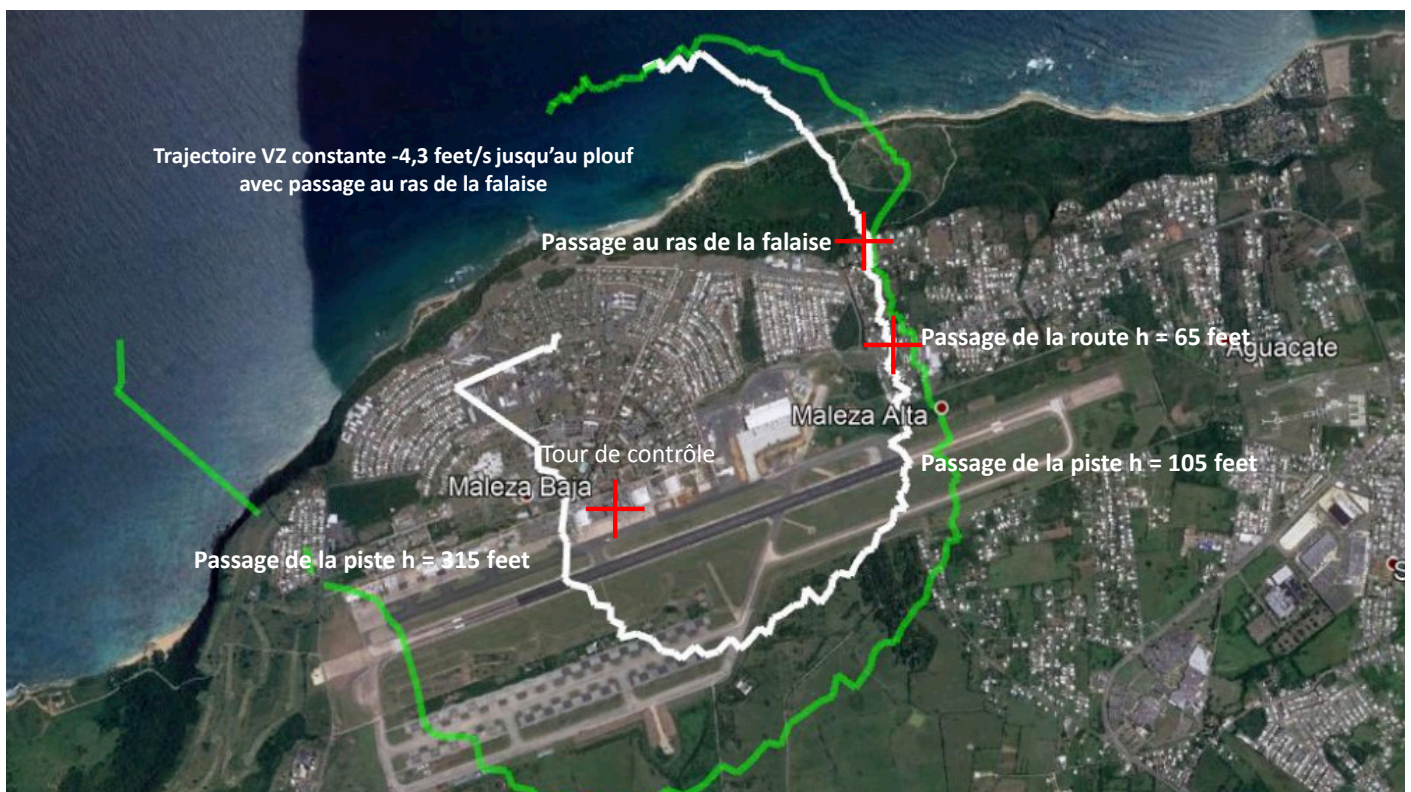 Trajectoire VZ constante -4,3 feet/s jusqu'au plouf
avec passage au ras de la falaise
Passage au ras de la falaise
Passage de la route h = 65 feet
Aguacate
Maleza Alta
Tour de contrôle
Passage de la piste h = 105 feet
Maleza Baja
Passage de la piste h = 315 feet
S